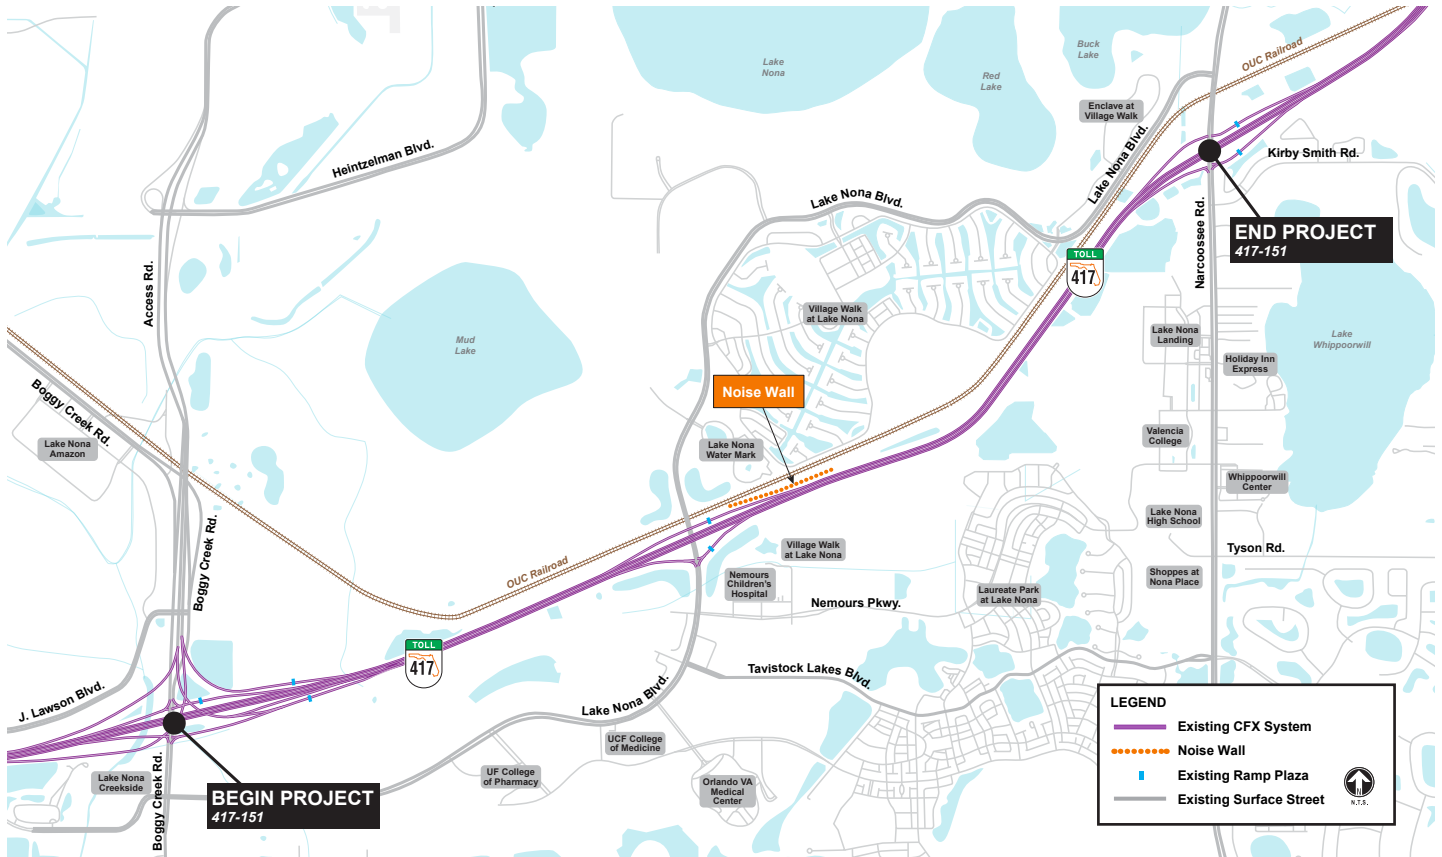 Lake
Nona
Buck
Lake
Red
Lake
OUC Railroad
Enclave at
Village Walk
Heintzelman Blvd.
Lake Nona Blvd.
Kirby Smith Rd.
Lake Nona Blvd.
Narcoossee Rd.
END PROJECT
417-151
Access Rd.
TOLL
417
Village Walk
at Lake Nona
Lake Nona
Landing
Lake
Whippoorwill
Mud
Lake
Holiday Inn
Express
Boggy Creek Rd.
Noise Wall
Lake Nona
Amazon
Lake Nona
Water Mark
Valencia
College
Whippoorwill
Center
Lake Nona
High School
Boggy Creek Rd.
OUC Railroad
Village Walk
at Lake Nona
Tyson Rd.
Nemours
Children's
Hospital
Shoppes at
Nona Place
Laureate Park
at Lake Nona
Nemours Pkwy.
TOLL
417
Tavistock Lakes Blvd.
J. Lawson Blvd.
Lake Nona Blvd.
UCF College
of Medicine
UF College
of Pharmacy
Orlando VA
Medical
Center
Lake Nona
Creekside
Boggy Creek Rd.
BEGIN PROJECT
417-151
LEGEND
Existing CFX System
Noise Wall
Existing Ramp Plaza
Existing Surface Street
N
N.T.S.